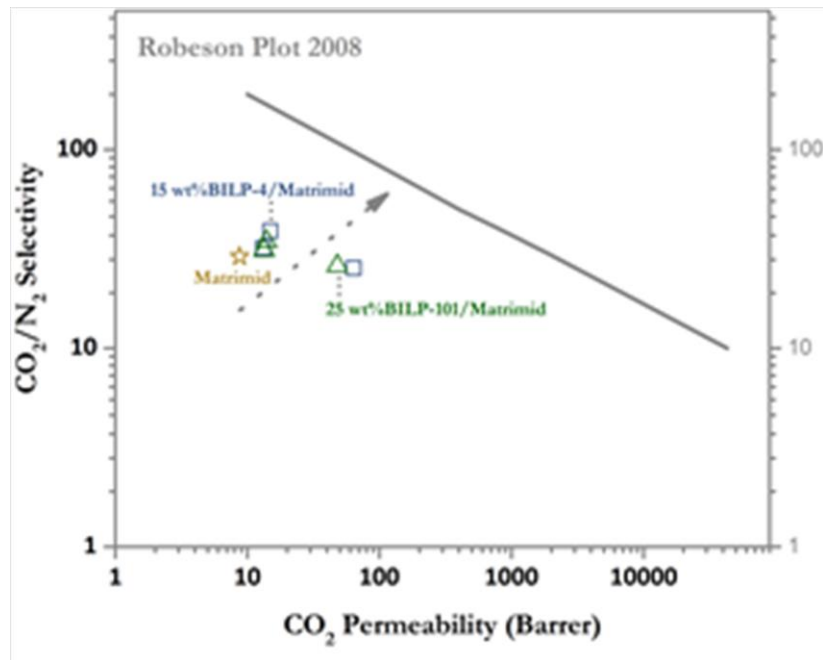 Robeson Plot 2008
100
100
15 wt%BILP-4/Matrimid
Matrimid
25 wt%BILP-101/Matrimid
10
10
1
1
1
10
100
1000
10000
CO₂/N₂ Selectivity
CO₂ Permeability (Barrer)